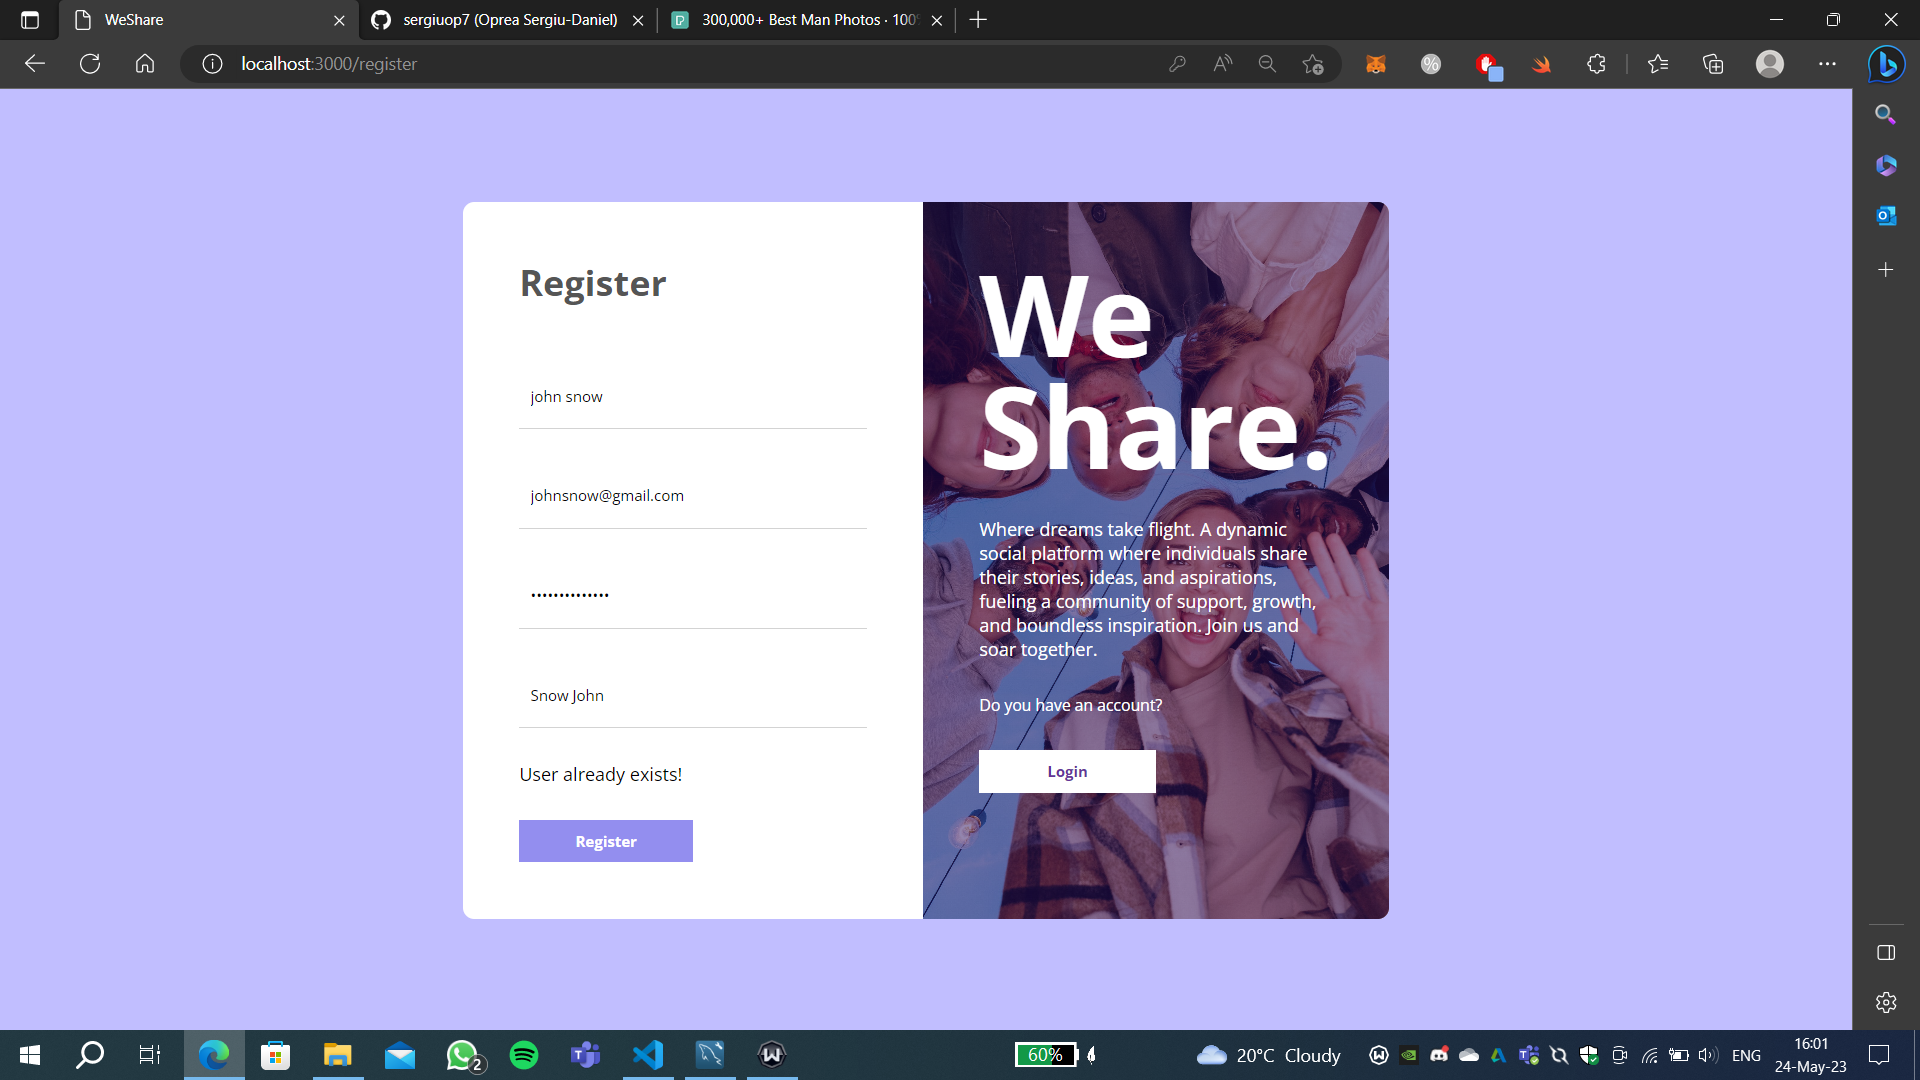 WeShare
sergiuop7 (Oprea Sergiu-Daniel)
300,000+ Best Man Photos · 100
localhost:3000/register
Register
john snow
johnsnow@gmail.com
••••••••••••••
Snow John
User already exists!
Register
We
Share.
Where dreams take flight. A dynamic
social platform where individuals share
their stories, ideas, and aspirations,
fueling a community of support, growth,
and boundless inspiration. Join us and
soar together.
Do you have an account?
Login
2
60%
20°C Cloudy
ENG
16:01
24-May-23